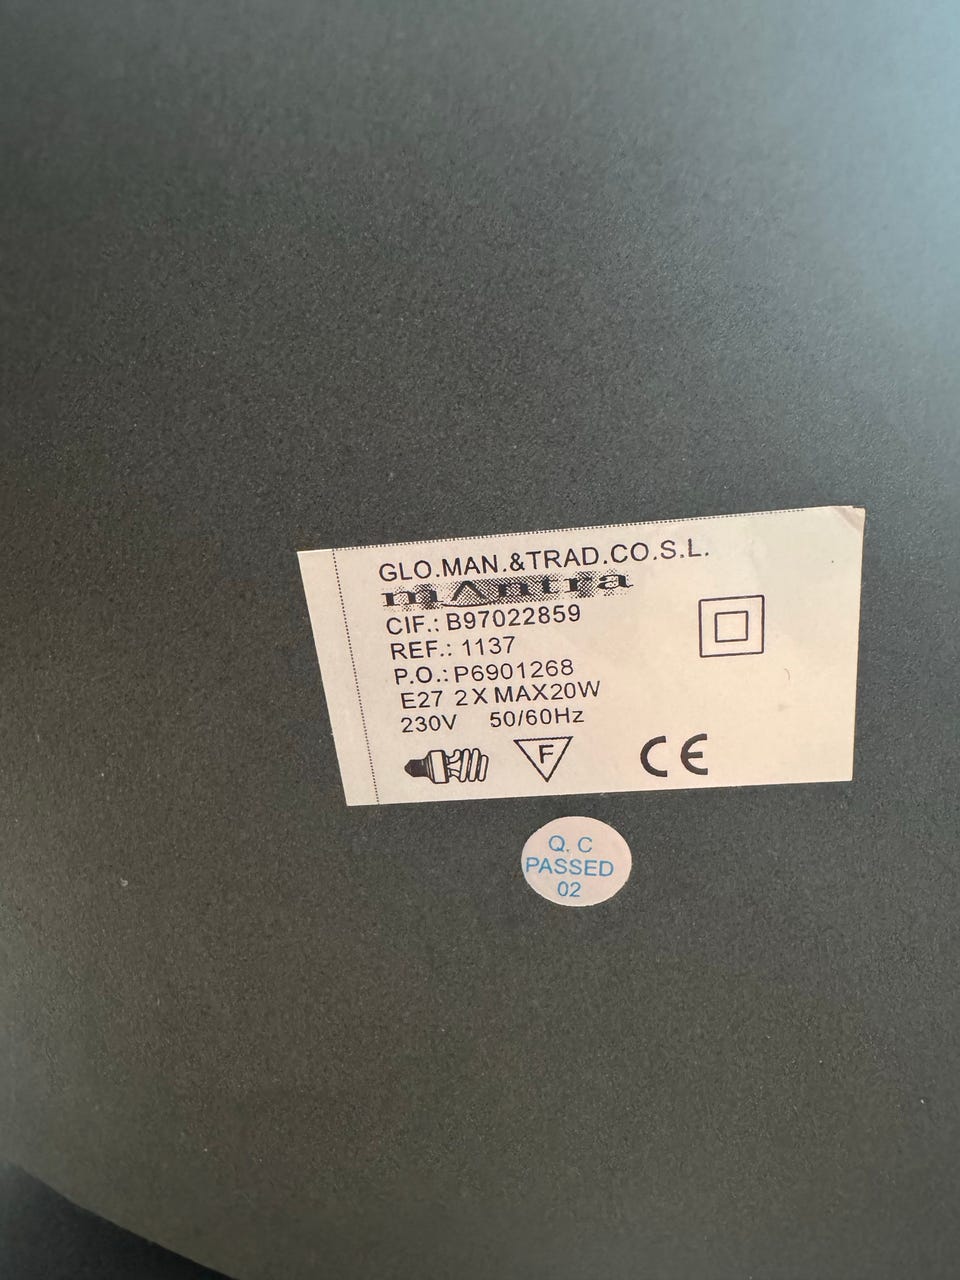 GLO.MAN.&TRAD.CO.S.L.
mantra
CIF.: B97022859
REF.: 1137
P.O.: P6901268
E27 2 X MAX20W
230V 50/60Hz
F
CE
Q. C
PASSED
02